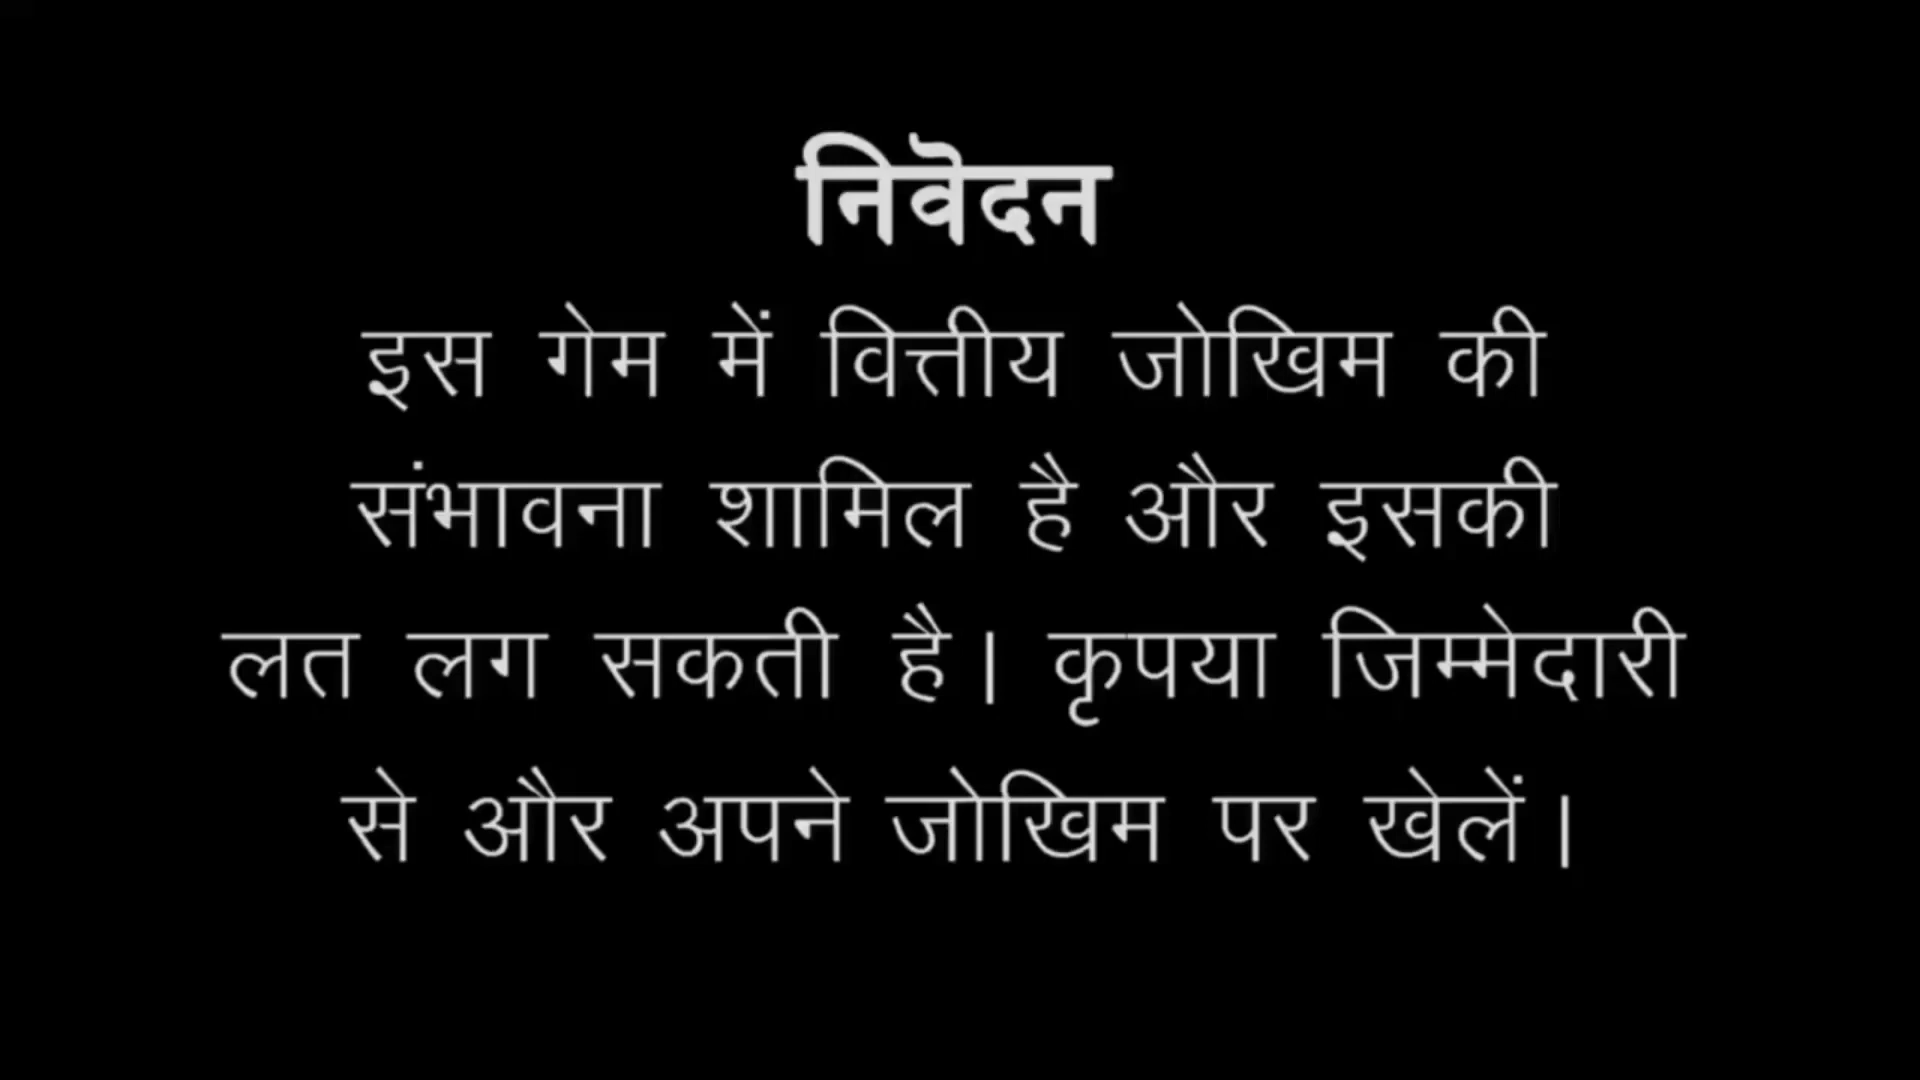 निवॆदन
इस गेम में वित्तीय जोखिम की
संभावना शामिल है और इसकी
लत लग सकती है। कृपया जिम्मेदारी
से और अपने जोखिम पर खेलें।